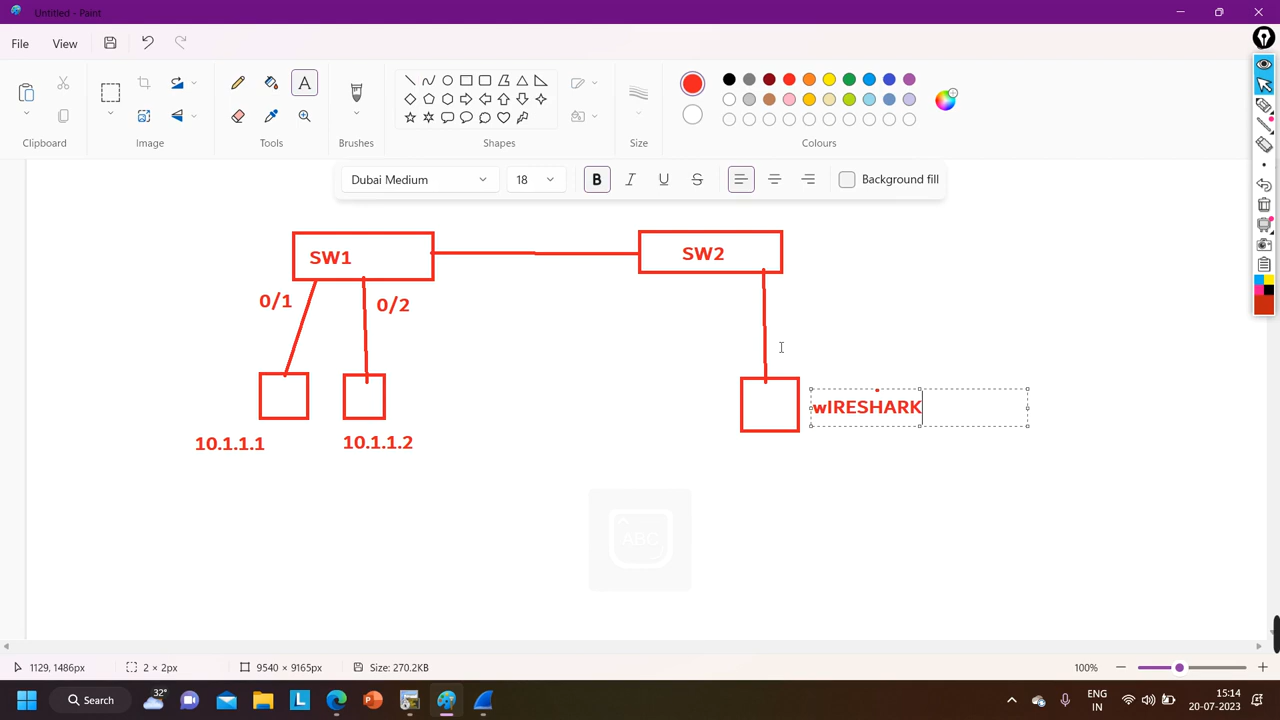 Untitled - Paint
File View
Clipboard Image Tools Brushes Shapes Size Colours
A
Dubai Medium 18 B I U S Background fill
SW1 SW2
0/1 0/2
wIRESHARK
10.1.1.1 10.1.1.2
ABC
1129, 1486px 2 × 2px 9540 × 9165px Size: 270.2KB 100%
Search 32° L P ENG IN 15:14 20-07-2023